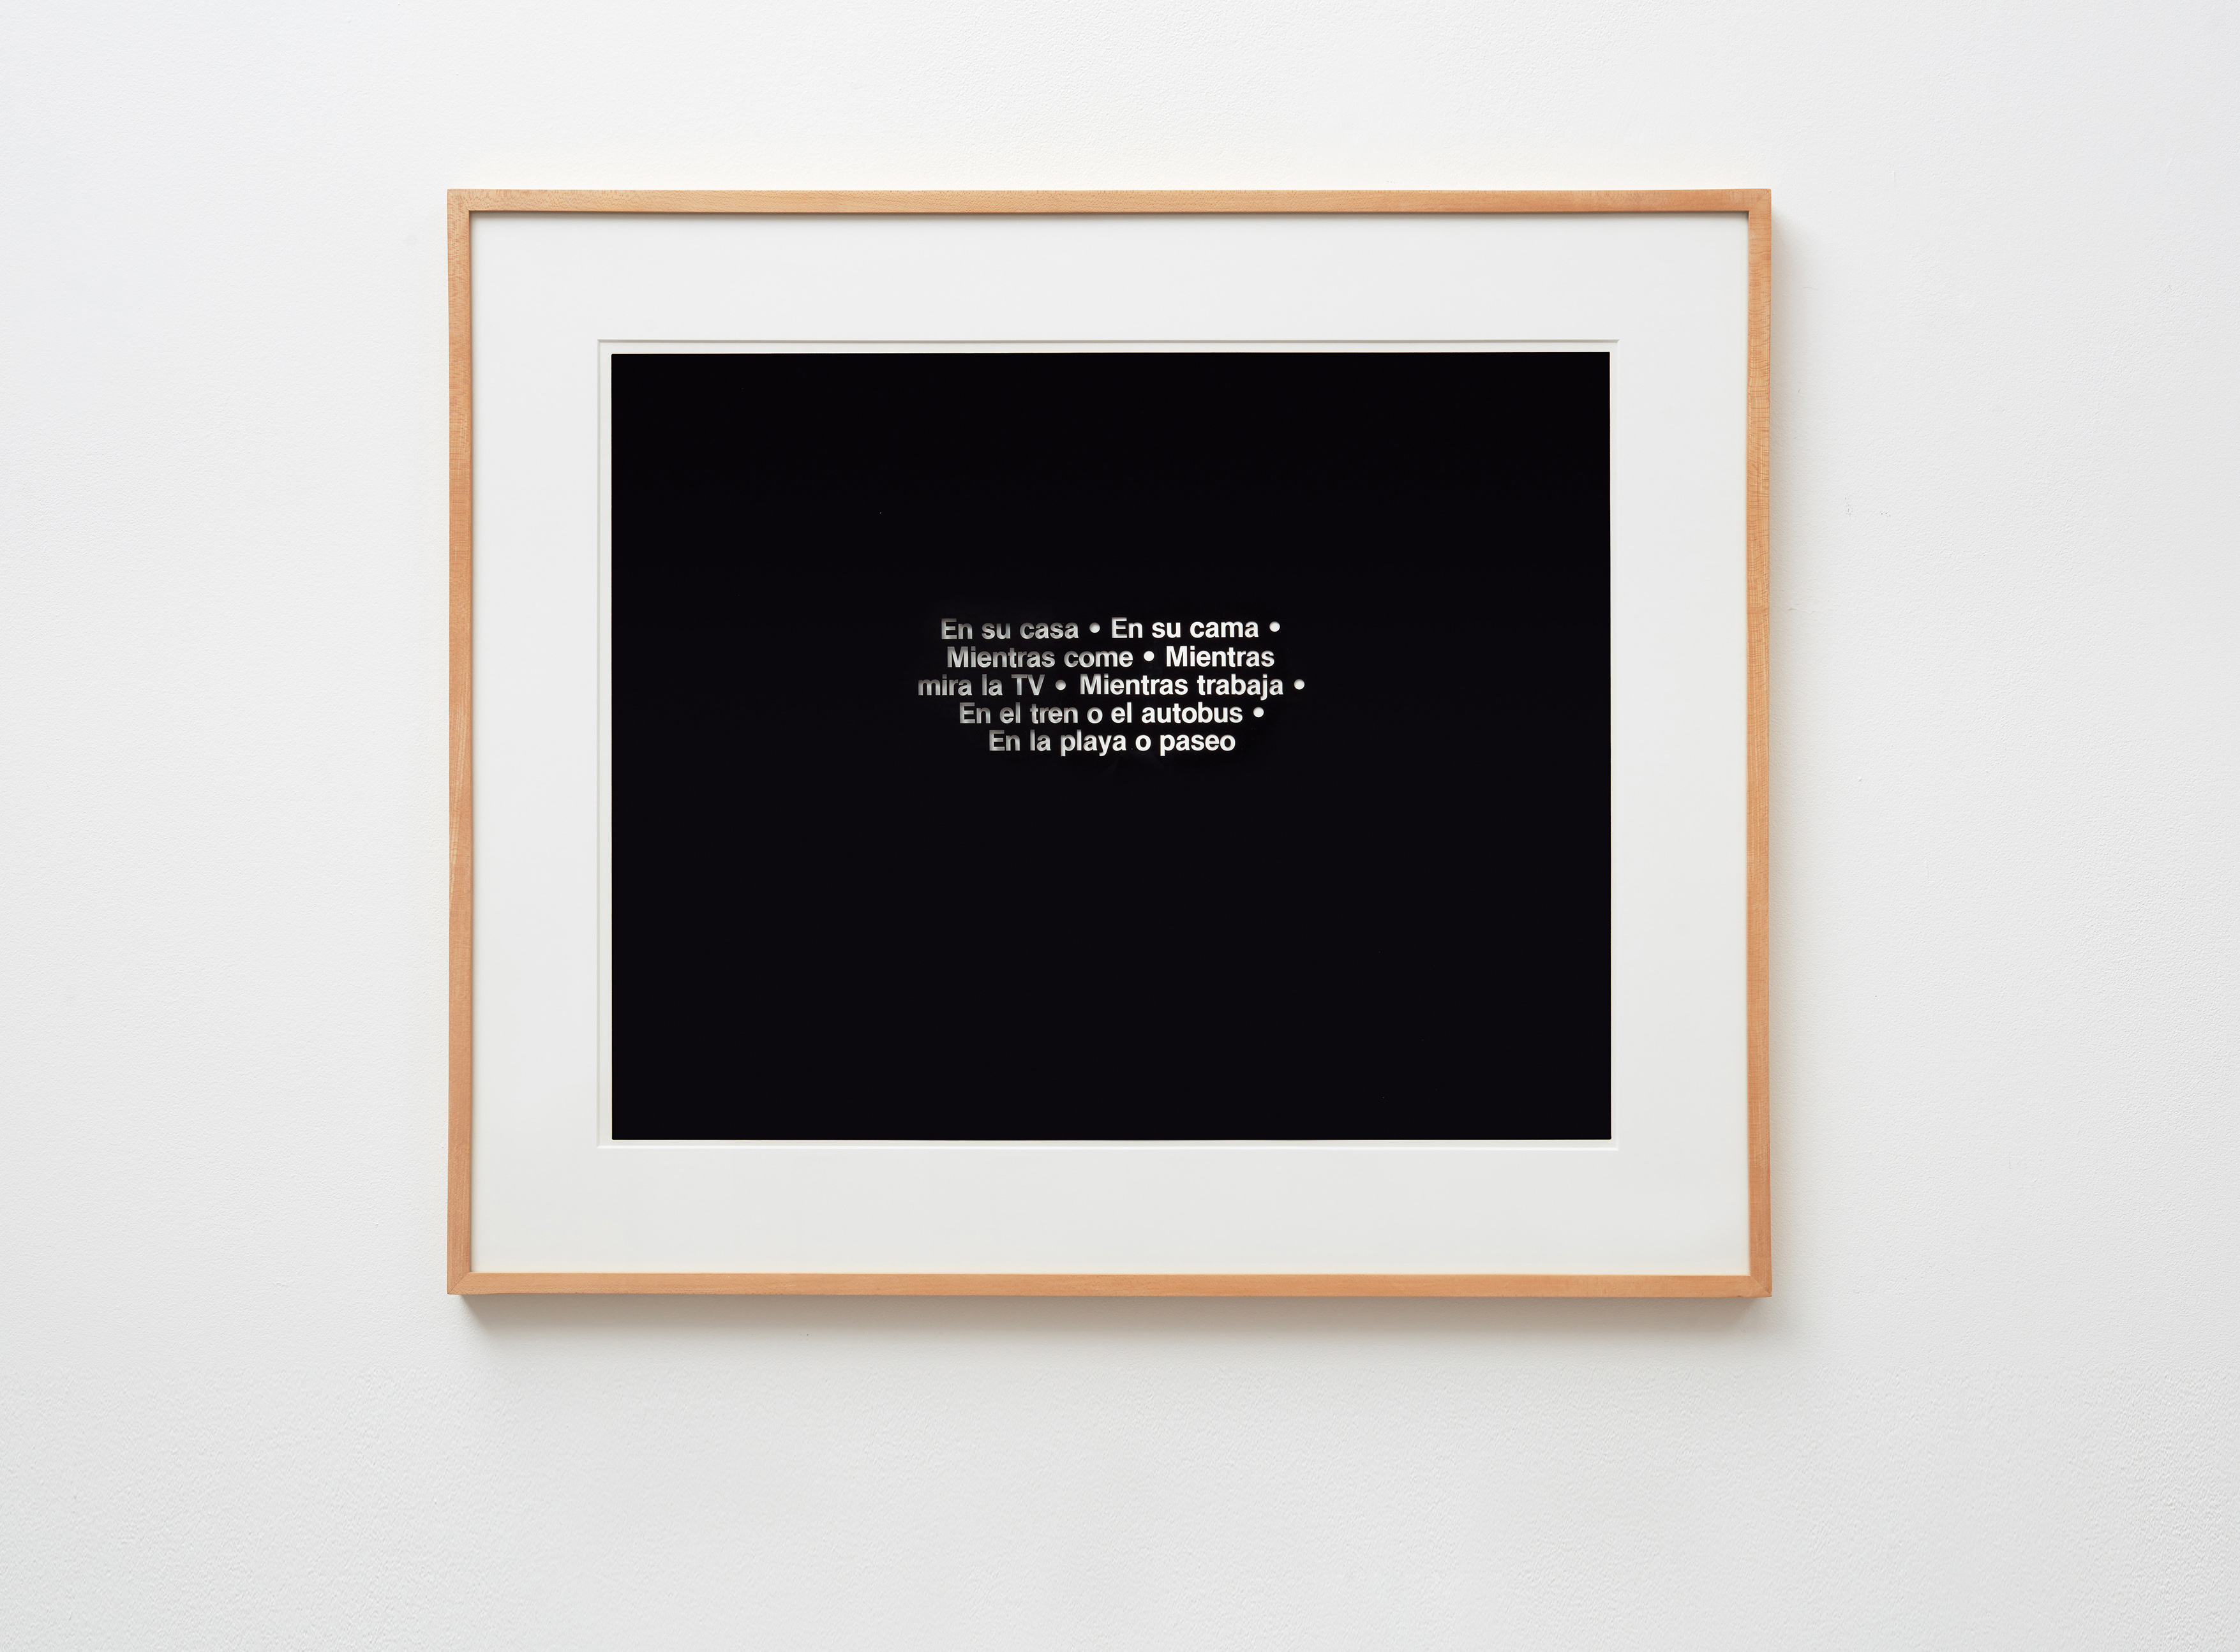 En su casa • En su cama •
Mientras come • Mientras
mira la TV • Mientras trabaja •
En el tren o el autobus •
En la playa o paseo